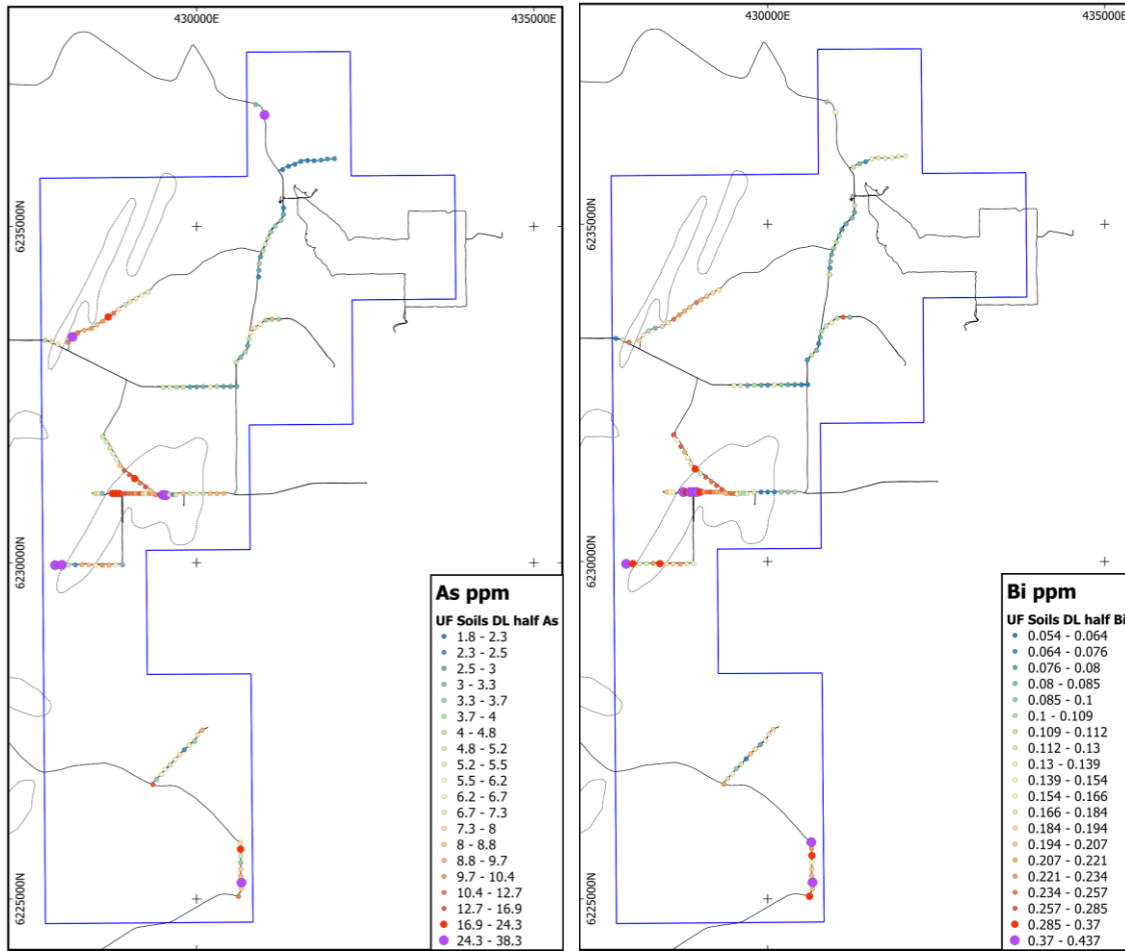 430000E
435000E
6235000N
6230000N
6225000N
As ppm
UF Soils DL half As
1.8 - 2.3
2.3 - 2.5
2.5 - 3
3 - 3.3
3.3 - 3.7
3.7 - 4
4 - 4.8
4.8 - 5.2
5.2 - 5.5
5.5 - 6.2
6.2 - 6.7
6.7 - 7.3
7.3 - 8
8 - 8.8
8.8 - 9.7
9.7 - 10.4
10.4 - 12.7
12.7 - 16.9
16.9 - 24.3
24.3 - 38.3
430000E
435000E
6235000N
6230000N
6225000N
Bi ppm
UF Soils DL half Bi
0.054 - 0.064
0.064 - 0.076
0.076 - 0.08
0.08 - 0.085
0.085 - 0.1
0.1 - 0.109
0.109 - 0.112
0.112 - 0.13
0.13 - 0.139
0.139 - 0.154
0.154 - 0.166
0.166 - 0.184
0.184 - 0.194
0.194 - 0.207
0.207 - 0.221
0.221 - 0.234
0.234 - 0.257
0.257 - 0.285
0.285 - 0.37
0.37 - 0.437